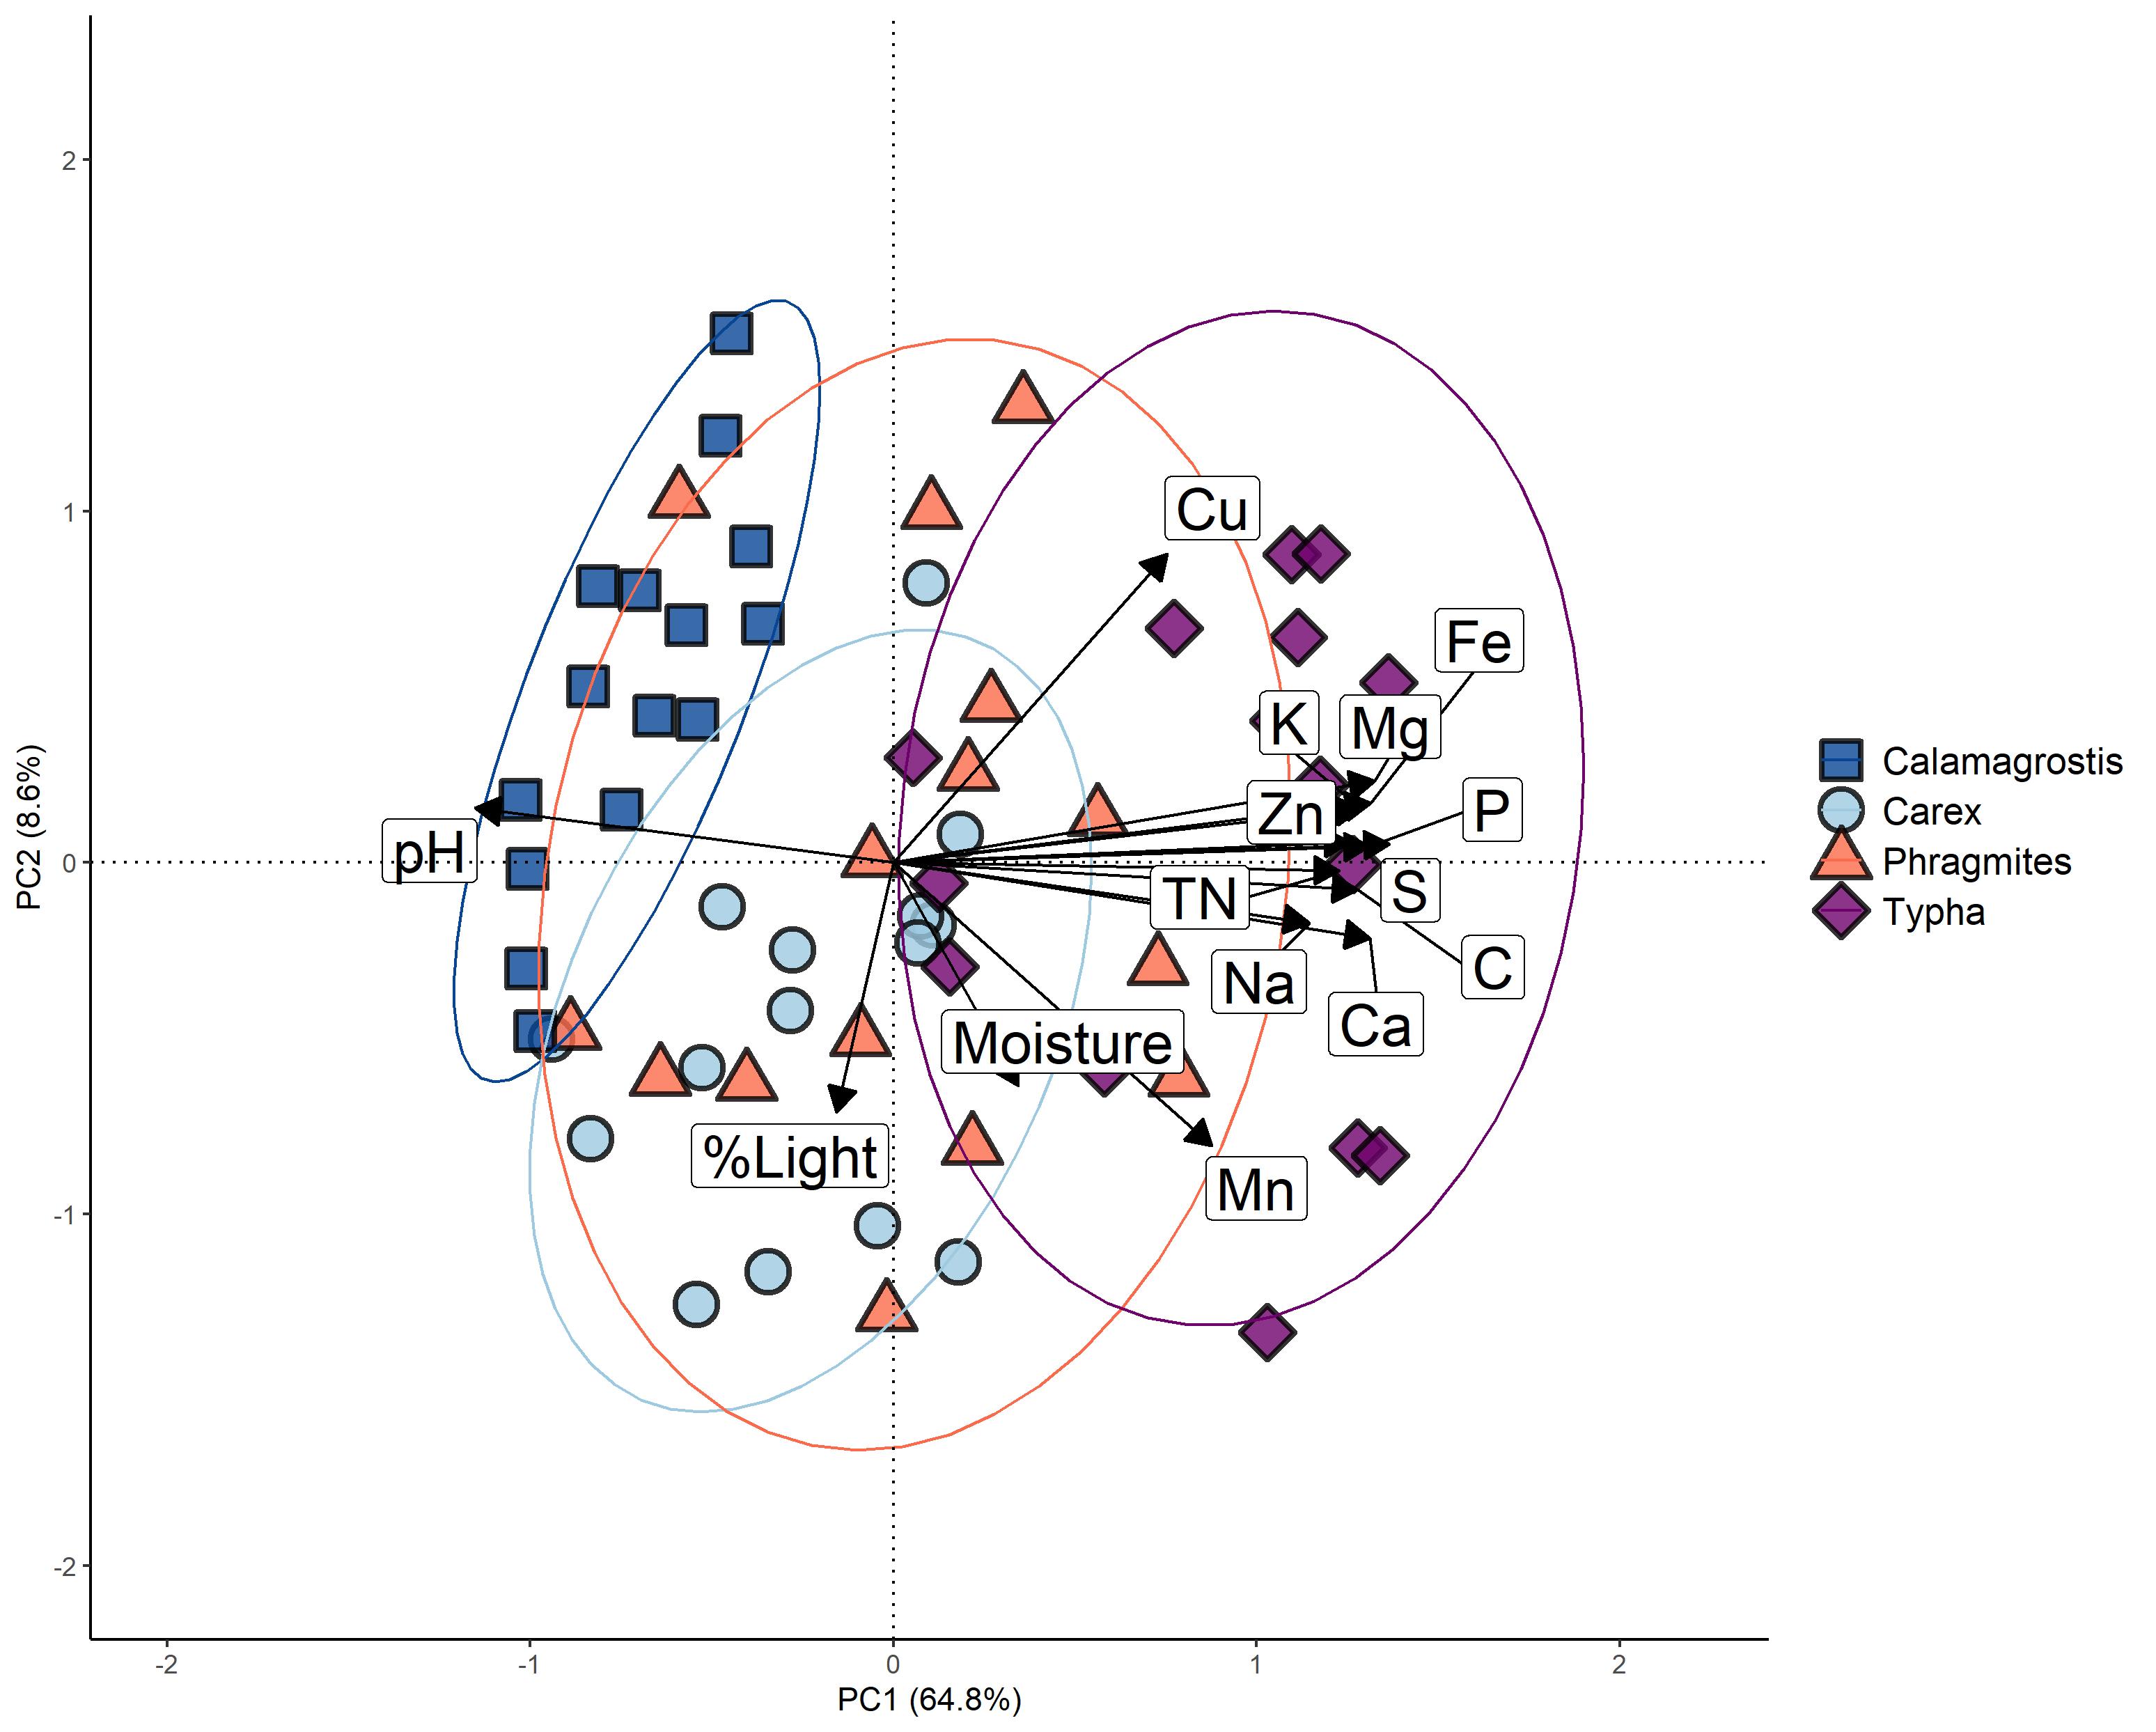 2
1
0
-1
-2
PC2 (8.6%)
Cu
Fe
K
Mg
Zn
P
pH
TN
S
Na
C
Ca
Moisture
%Light
Mn
Calamagrostis
Carex
Phragmites
Typha
-2
-1
0
1
2
PC1 (64.8%)